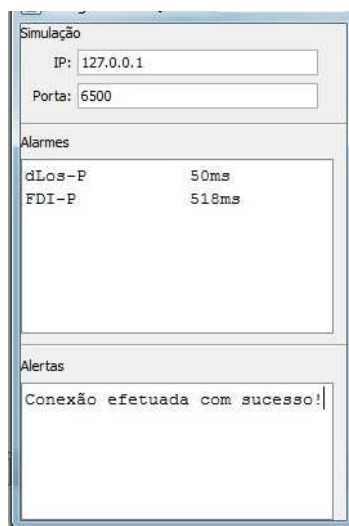 Simulação
IP: 127.0.0.1
Porta: 6500
Alarmes
dLos-P 50ms
FDI-P 518ms
Alertas
Conexão efetuada com sucesso!